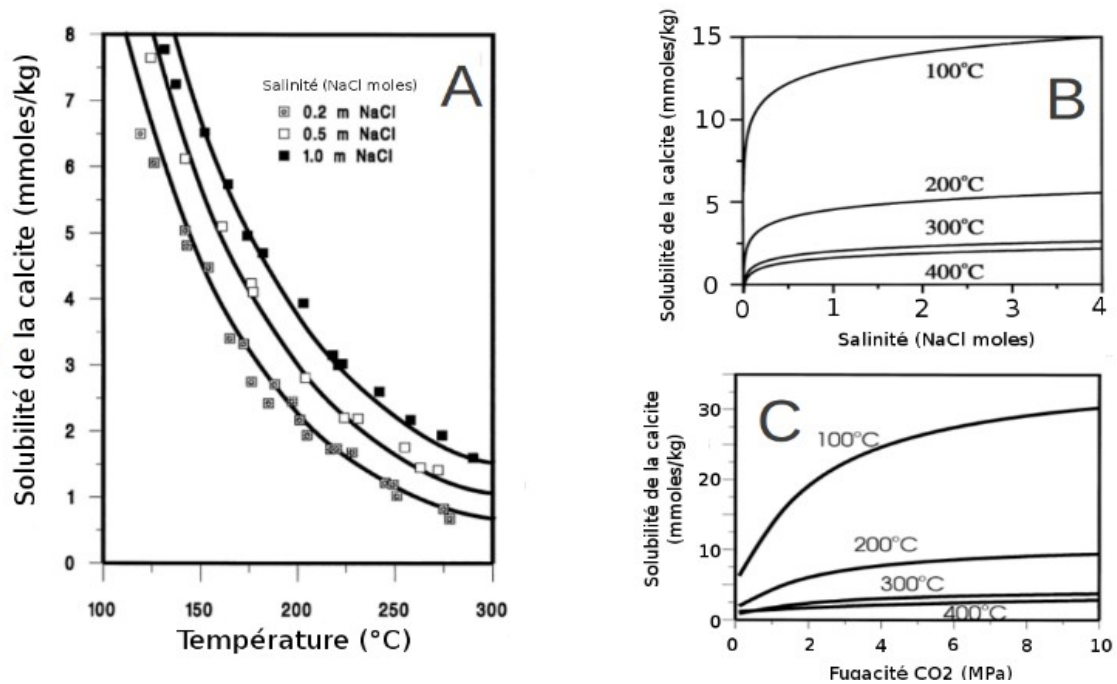 Solubilité de la calcite (mmoles/kg)
8
7
6
5
4
3
2
1
0
A
Salinité (NaCl moles)
0.2 m NaCl
0.5 m NaCl
1.0 m NaCl
100
150
200
250
300
Température (°C)
Solubilité de la calcite (mmoles/kg)
15
10
5
0
B
100°C
200°C
300°C
400°C
0
1
2
3
4
Salinité (NaCl moles)
Solubilité de la calcite
(mmoles/kg)
30
20
10
0
C
100°C
200°C
300°C
400°C
0
2
4
6
8
10
Fugacité CO2 (MPa)